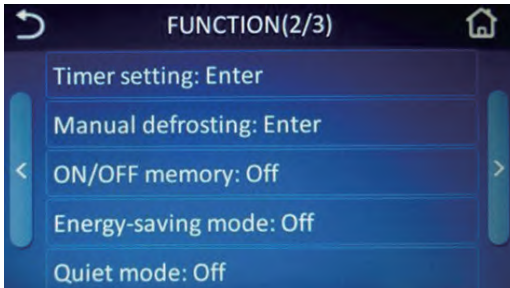 FUNCTION(2/3)
Timer setting: Enter
Manual defrosting: Enter
ON/OFF memory: Off
Energy-saving mode: Off
Quiet mode: Off